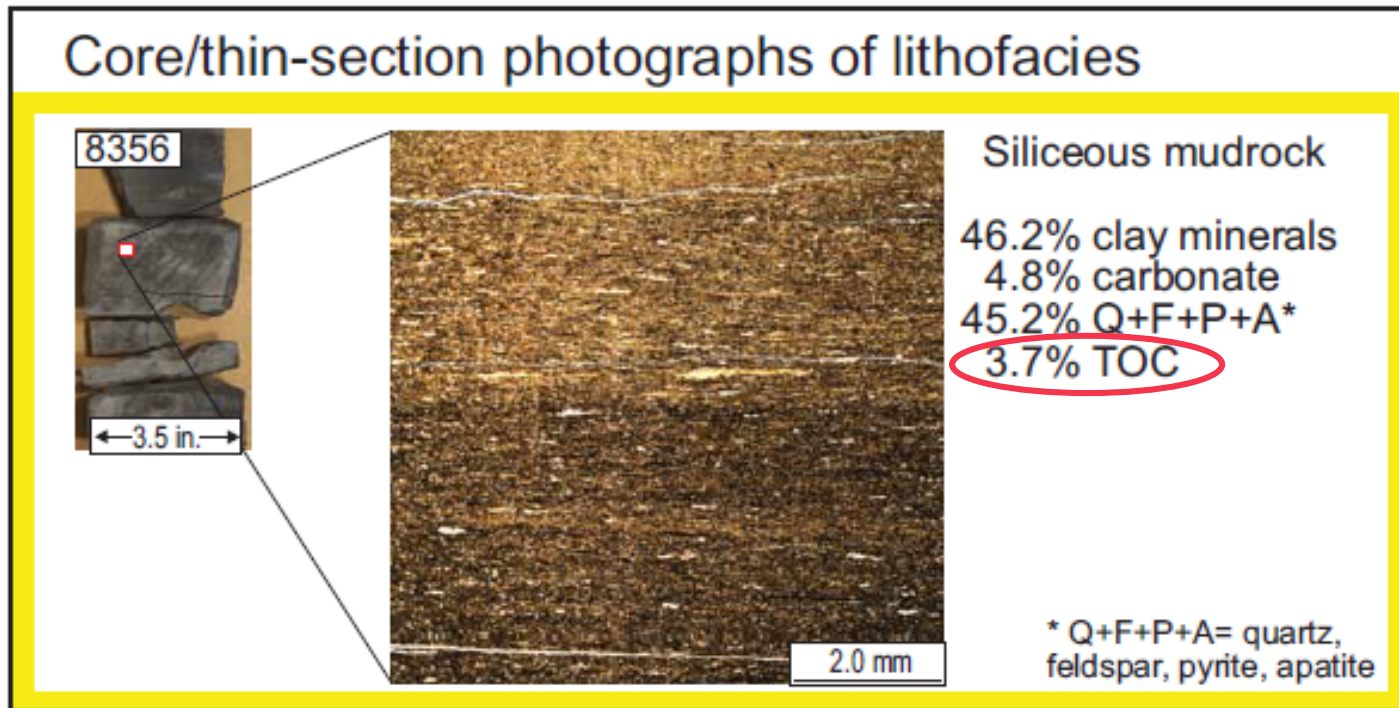 Core/thin-section photographs of lithofacies
8356
3.5 in.
2.0 mm
Siliceous mudrock
46.2% clay minerals
4.8% carbonate
45.2% Q+F+P+A*
3.7% TOC
* Q+F+P+A= quartz,
feldspar, pyrite, apatite